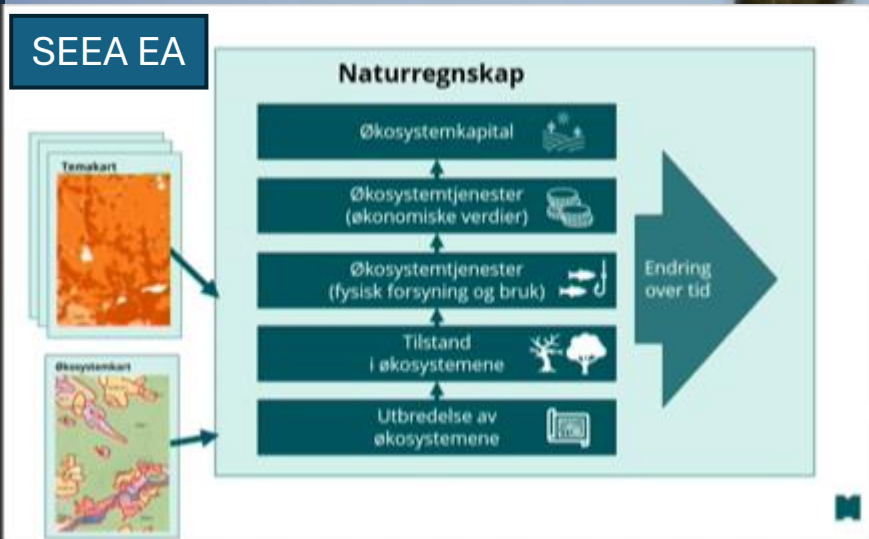 SEEA EA
Naturregnskap
Økosystemkapital
Økosystemtjenester
(økonomiske verdier)
Økosystemtjenester
(fysisk forsyning og bruk)
Tilstand
i økosystemene
Utbredelse av
økosystemene
Endring
over tid
Temakart
Økosystemkart